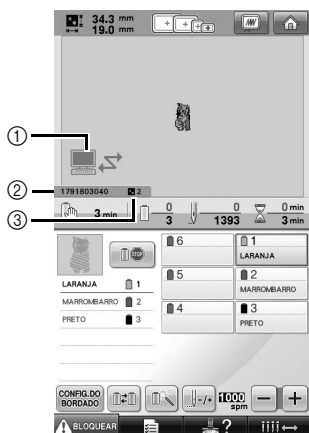 34.3 mm
19.0 mm
①
②
③
1791803040 2
3 min
0
3
0
1393
0 min
3 min
LARANJA 1
MARROMBARRO 2
PRETO 3
6
1
LARANJA
5
2
MARROMBARRO
4
3
PRETO
STOP
CONFIG.DO
BORDADO
-/+
1000
spm
- +
BLOQUEAR
?